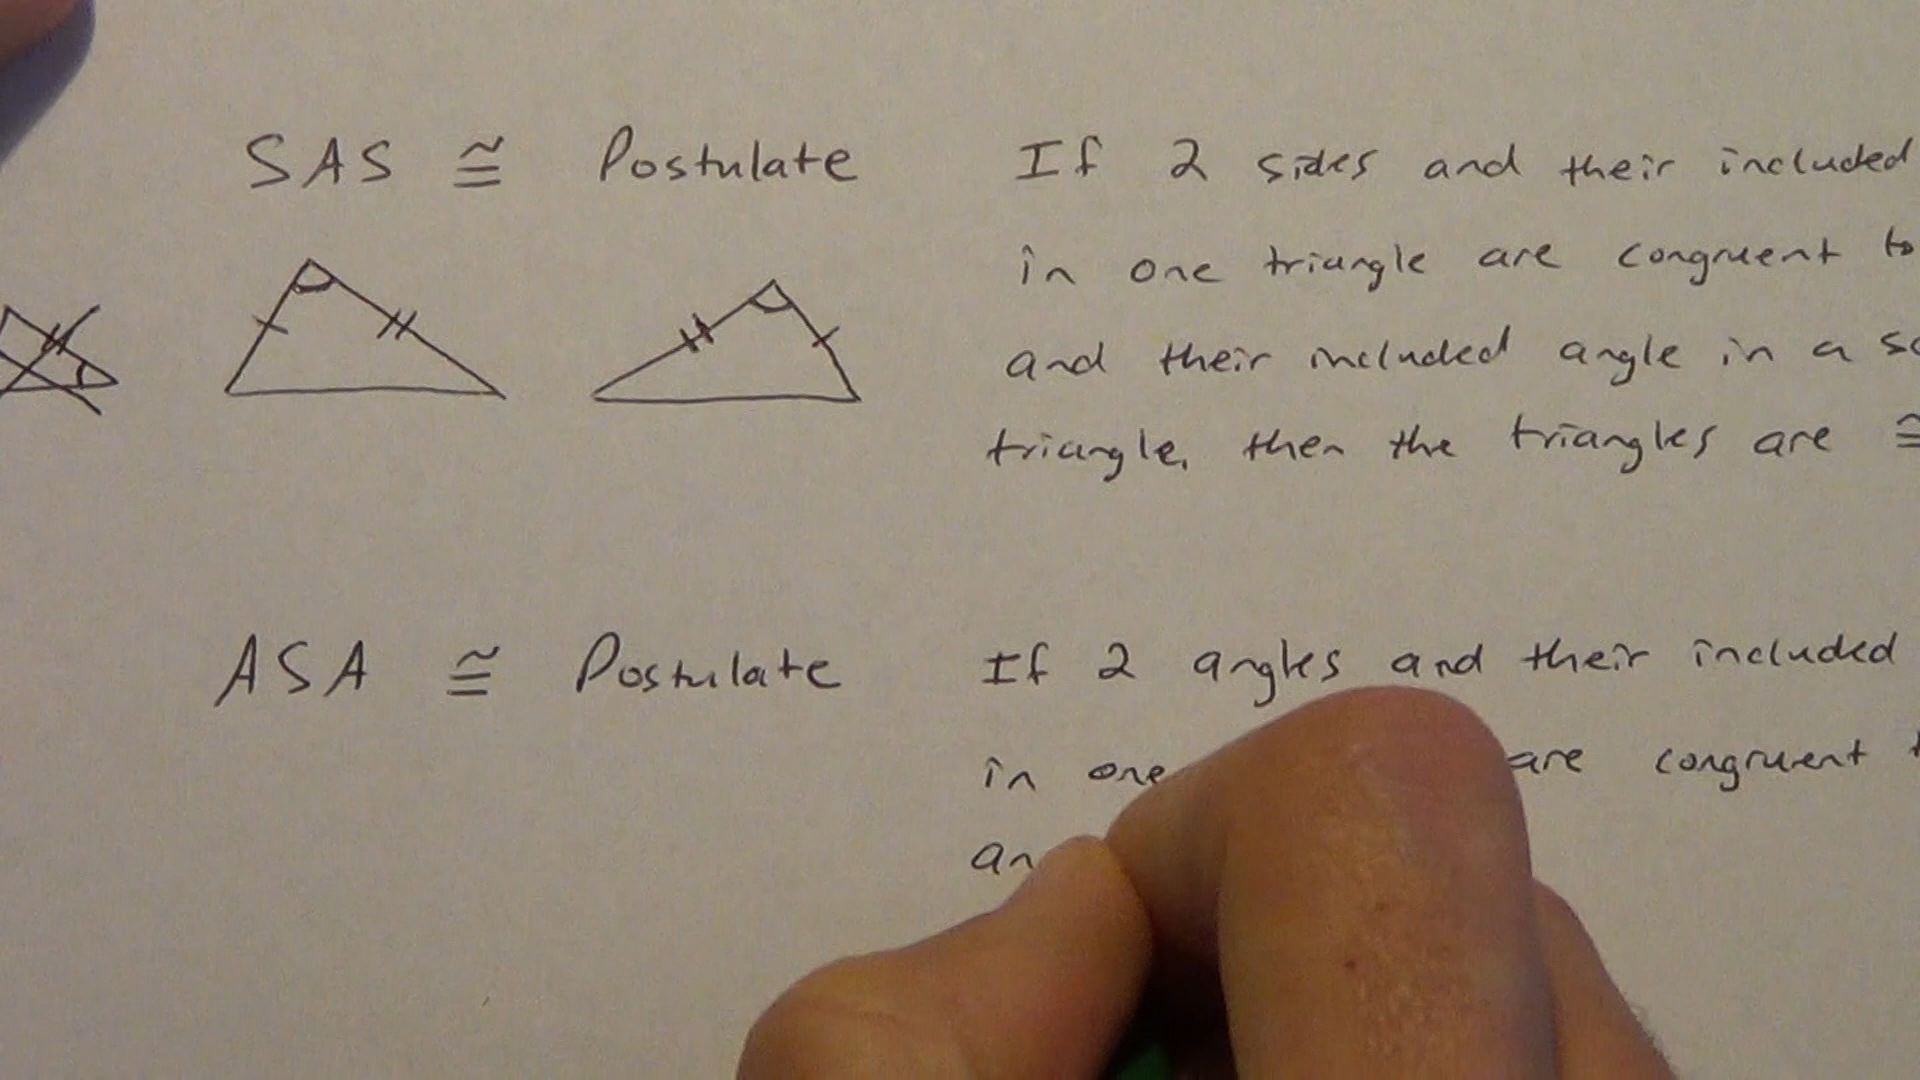 SAS ≅ Postulate If 2 sides and their included
in one triangle are congruent to
and their included angle in a
triangle, then the triangles are ≅
ASA ≅ Postulate If 2 angles and their included
in one are congruent